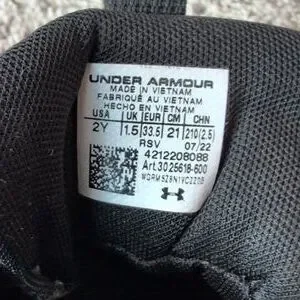 UNDER ARMOUR
MADE IN VIETNAM
FABRIQUÉ AU VIETNAM
HECHO EN VIETNAM
USA UK EUR CM CHN
2Y 1.5 33.5 21 210(2.5)
RSV 07/22
4212208088
Art.3025618-600